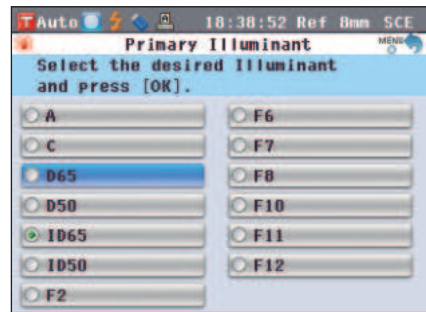 T Auto 18:38:52 Ref 8mm SCE
Primary Illuminant
MENU
Select the desired Illuminant
and press [OK].
A
C
D65
D50
ID65
ID50
F2
F6
F7
F8
F10
F11
F12